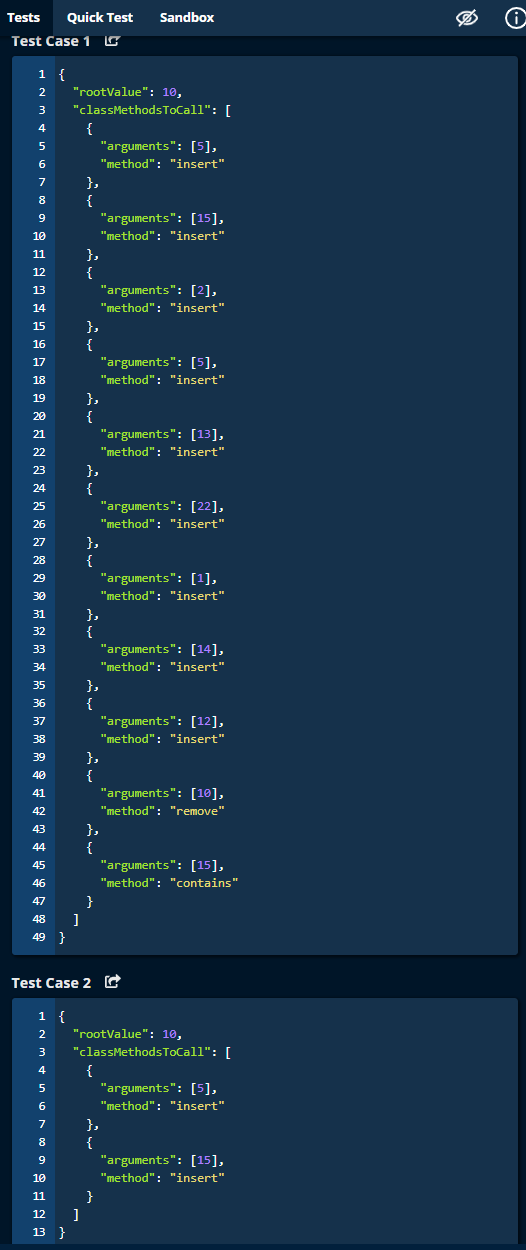 Tests Quick Test Sandbox
Test Case 1
1 {
2   "rootValue": 10,
3   "classMethodsToCall": [
4     {
5       "arguments": [5],
6       "method": "insert"
7     },
8     {
9       "arguments": [15],
10       "method": "insert"
11     },
12     {
13       "arguments": [2],
14       "method": "insert"
15     },
16     {
17       "arguments": [5],
18       "method": "insert"
19     },
20     {
21       "arguments": [13],
22       "method": "insert"
23     },
24     {
25       "arguments": [22],
26       "method": "insert"
27     },
28     {
29       "arguments": [1],
30       "method": "insert"
31     },
32     {
33       "arguments": [14],
34       "method": "insert"
35     },
36     {
37       "arguments": [12],
38       "method": "insert"
39     },
40     {
41       "arguments": [10],
42       "method": "remove"
43     },
44     {
45       "arguments": [15],
46       "method": "contains"
47     }
48   ]
49 }
Test Case 2
1 {
2   "rootValue": 10,
3   "classMethodsToCall": [
4     {
5       "arguments": [5],
6       "method": "insert"
7     },
8     {
9       "arguments": [15],
10       "method": "insert"
11     }
12   ]
13 }